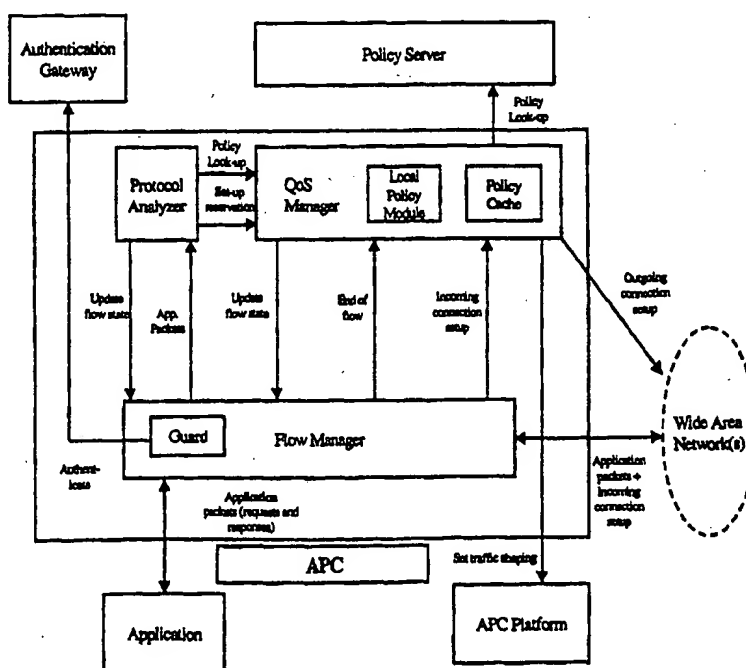 Authentication
Gateway
Policy Server
Policy
Look-up
Protocol
Analyzer
Policy
Look-up
Set-up
reservation
QoS
Manager
Local
Policy
Module
Policy
Cache
Outgoing
connection
setup
Update
flow state
App.
Packets
Update
flow state
End of
flow
Incoming
connection
setup
Guard
Flow Manager
Wide Area
Network(s)
Authent-
icate
Application
packets (requests and
responses)
Application
packets +
Incoming
connection
setup
APC
Set traffic shaping
Application
APC Platform